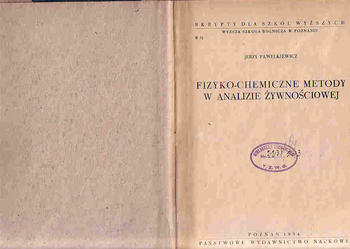 SKRYPTY DLA SZKÓŁ WYŻSZYCH
WYŻSZA SZKOŁA ROLNICZA W POZNANIU
JERZY PAWEŁKIEWICZ
FIZYKO-CHEMICZNE METODY
W ANALIZIE ŻYWNOŚCIOWEJ
POZNAŃ 1954
PAŃSTWOWE WYDAWNICTWO NAUKOWE